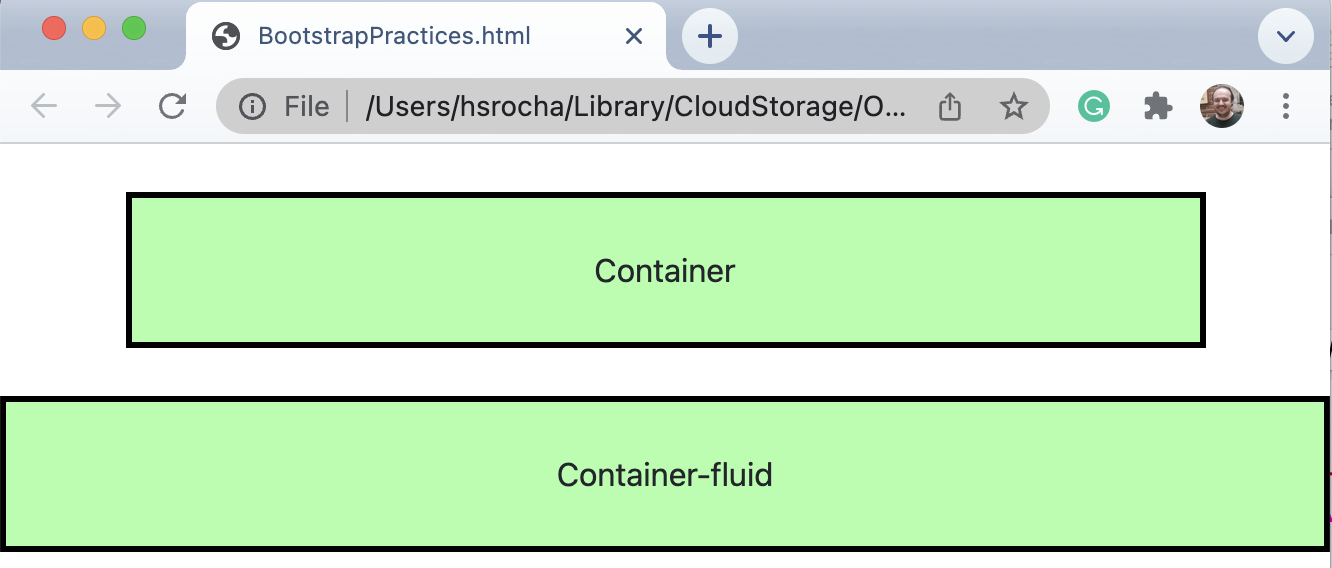 BootstrapPractices.html
File /Users/hsrocha/Library/CloudStorage/O...
Container
Container-fluid